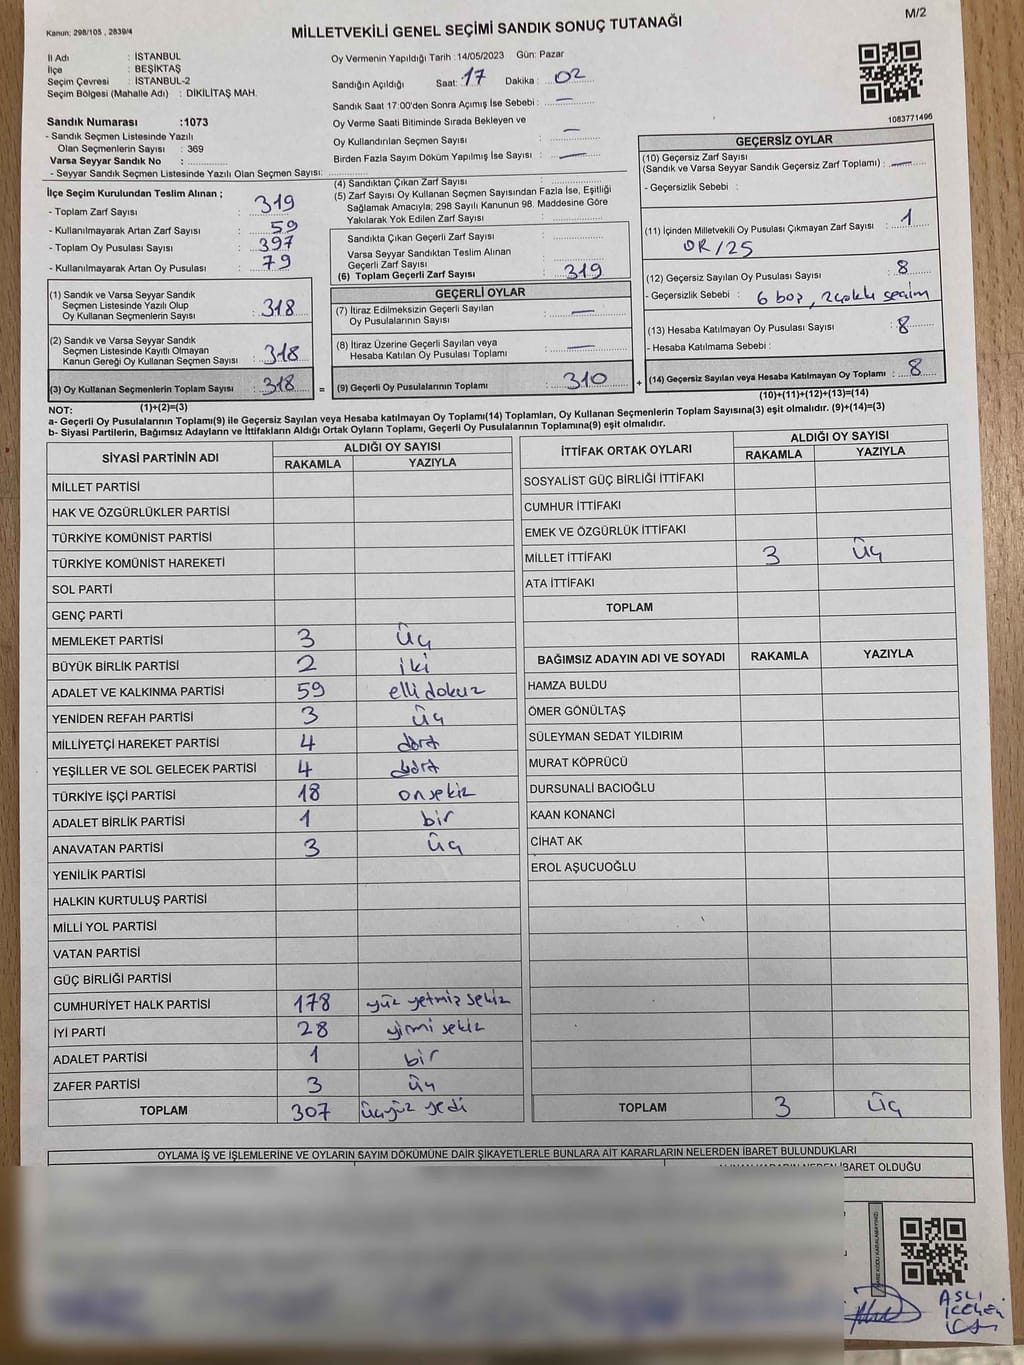 M/2
Kanun; 298/105 , 2839/4
MİLLETVEKİLİ GENEL SEÇİMİ SANDIK SONUÇ TUTANAĞI
İl Adı : İSTANBUL
İlçe : BEŞİKTAŞ
Seçim Çevresi : İSTANBUL-2
Seçim Bölgesi (Mahalle Adı) : DİKİLİTAŞ MAH.
Sandık Numarası :1073
- Sandık Seçmen Listesinde Yazılı
Olan Seçmenlerin Sayısı : 369
Varsa Seyyar Sandık No :
- Seyyar Sandık Seçmen Listesinde Yazılı Olan Seçmen Sayısı:
Oy Vermenin Yapıldığı Tarih :14/05/2023 Gün: Pazar
Sandığın Açıldığı Saat: 17 Dakika : 02
Sandık Saat 17:00'den Sonra Açımış İse Sebebi : —
Oy Verme Saati Bitiminde Sırada Bekleyen ve
Oy Kullandırılan Seçmen Sayısı : —
Birden Fazla Sayım Döküm Yapılmış İse Sayısı : —
1083771496
İlçe Seçim Kurulundan Teslim Alınan ;
- Toplam Zarf Sayısı : 319
- Kullanılmayarak Artan Zarf Sayısı : 59
- Toplam Oy Pusulası Sayısı : 397
- Kullanılmayarak Artan Oy Pusulası : 79
(1) Sandık ve Varsa Seyyar Sandık
Seçmen Listesinde Yazılı Olup
Oy Kullanan Seçmenlerin Sayısı : 318
(2) Sandık ve Varsa Seyyar Sandık
Seçmen Listesinde Kayıtlı Olmayan
Kanun Gereği Oy Kullanan Seçmen Sayısı : 318
(3) Oy Kullanan Seçmenlerin Toplam Sayısı : 318 =
(1)+(2)=(3)
(4) Sandıktan Çıkan Zarf Sayısı :
(5) Zarf Sayısı Oy Kullanan Seçmen Sayısından Fazla İse, Eşitliği
Sağlamak Amacıyla; 298 Sayılı Kanunun 98. Maddesine Göre
Yakılarak Yok Edilen Zarf Sayısı :
Sandıkta Çıkan Geçerli Zarf Sayısı :
Varsa Seyyar Sandıktan Teslim Alınan
Geçerli Zarf Sayısı :
(6) Toplam Geçerli Zarf Sayısı : 319
GEÇERLİ OYLAR
(7) İtiraz Edilmeksizin Geçerli Sayılan
Oy Pusulalarının Sayısı : —
(8) İtiraz Üzerine Geçerli Sayılan veya
Hesaba Katılan Oy Pusulası Toplamı : —
(9) Geçerli Oy Pusulalarının Toplamı : 310 +
GEÇERSİZ OYLAR
(10) Geçersiz Zarf Sayısı
(Sandık ve Varsa Seyyar Sandık Geçersiz Zarf Toplamı) : —
- Geçersizlik Sebebi :
(11) İçinden Milletvekili Oy Pusulası Çıkmayan Zarf Sayısı : 1
OR/25
(12) Geçersiz Sayılan Oy Pusulası Sayısı : 8
- Geçersizlik Sebebi : 6 boş, 2çoklu seçim
(13) Hesaba Katılmayan Oy Pusulası Sayısı : 8
- Hesaba Katılmama Sebebi :
(14) Geçersiz Sayılan veya Hesaba Katılmayan Oy Toplamı : 8
(10)+(11)+(12)+(13)=(14)
NOT:
a- Geçerli Oy Pusulalarının Toplamı(9) ile Geçersiz Sayılan veya Hesaba katılmayan Oy Toplamı(14) Toplamları, Oy Kullanan Seçmenlerin Toplam Sayısına(3) eşit olmalıdır. (9)+(14)=(3)
b- Siyasi Partilerin, Bağımsız Adayların ve İttifakların Aldığı Ortak Oyların Toplamı, Geçerli Oy Pusulalarının Toplamına(9) eşit olmalıdır.
SİYASİ PARTİNİN ADI ALDIĞI OY SAYISI
RAKAMLA YAZIYLA
MİLLET PARTİSİ
HAK VE ÖZGÜRLÜKLER PARTİSİ
TÜRKİYE KOMÜNİST PARTİSİ
TÜRKİYE KOMÜNİST HAREKETİ
SOL PARTİ
GENÇ PARTİ
MEMLEKET PARTİSİ 3 üç
BÜYÜK BİRLİK PARTİSİ 2 iki
ADALET VE KALKINMA PARTİSİ 59 elli dokuz
YENİDEN REFAH PARTİSİ 3 üç
MİLLİYETÇİ HAREKET PARTİSİ 4 dört
YEŞİLLER VE SOL GELECEK PARTİSİ 4 dört
TÜRKİYE İŞÇİ PARTİSİ 18 onsekiz
ADALET BİRLİK PARTİSİ 1 bir
ANAVATAN PARTİSİ 3 üç
YENİLİK PARTİSİ
HALKIN KURTULUŞ PARTİSİ
MİLLİ YOL PARTİSİ
VATAN PARTİSİ
GÜÇ BİRLİĞİ PARTİSİ
CUMHURİYET HALK PARTİSİ 178 yüz yetmiş sekiz
İYİ PARTİ 28 yirmi sekiz
ADALET PARTİSİ 1 bir
ZAFER PARTİSİ 3 üç
TOPLAM 307 üçyüz yedi
İTTİFAK ORTAK OYLARI ALDIĞI OY SAYISI
RAKAMLA YAZIYLA
SOSYALİST GÜÇ BİRLİĞİ İTTİFAKI
CUMHUR İTTİFAKI
EMEK VE ÖZGÜRLÜK İTTİFAKI
MİLLET İTTİFAKI 3 üç
ATA İTTİFAKI
TOPLAM
BAĞIMSIZ ADAYIN ADI VE SOYADI RAKAMLA YAZIYLA
HAMZA BULDU
ÖMER GÖNÜLTAŞ
SÜLEYMAN SEDAT YILDIRIM
MURAT KÖPRÜCÜ
DURSUNALİ BACIOĞLU
KAAN KONANCİ
CİHAT AK
EROL AŞUCUOĞLU
TOPLAM 3 üç
OYLAMA İŞ VE İŞLEMLERİNE VE OYLARIN SAYIM DÖKÜMÜNE DAİR ŞİKAYETLERLE BUNLARA AİT KARARLARIN NELERDEN İBARET BULUNDUKLARI
İBARET OLDUĞU
ASLI